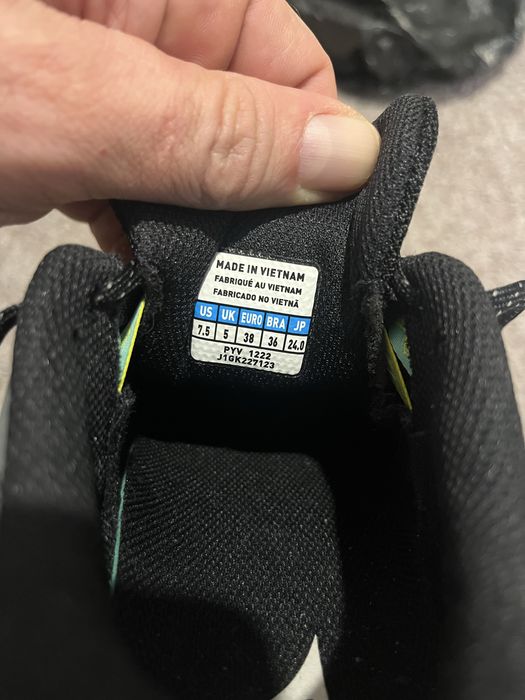 MADE IN VIETNAM
FABRIQUÉ AU VIETNAM
FABRICADO NO VIETNÃ
US UK EURO BRA JP
7.5 5 38 36 24.0
PYV 1222
J1GK227123